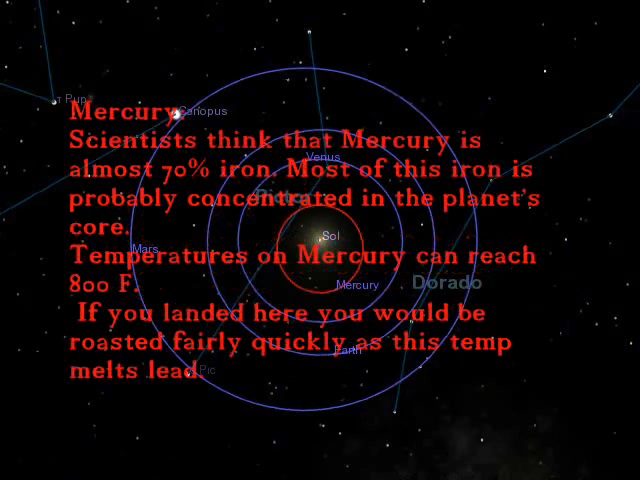 τ Pup
Canopus
Mercury:
Scientists think that Mercury is
almost 70% iron. Most of this iron is
probably concentrated in the planet's
core.
Temperatures on Mercury can reach
800 F.
If you landed here you would be
roasted fairly quickly as this temp
melts lead.
Venus
Pictor
Sol
Mars
Mercury
Dorado
Earth
Pic